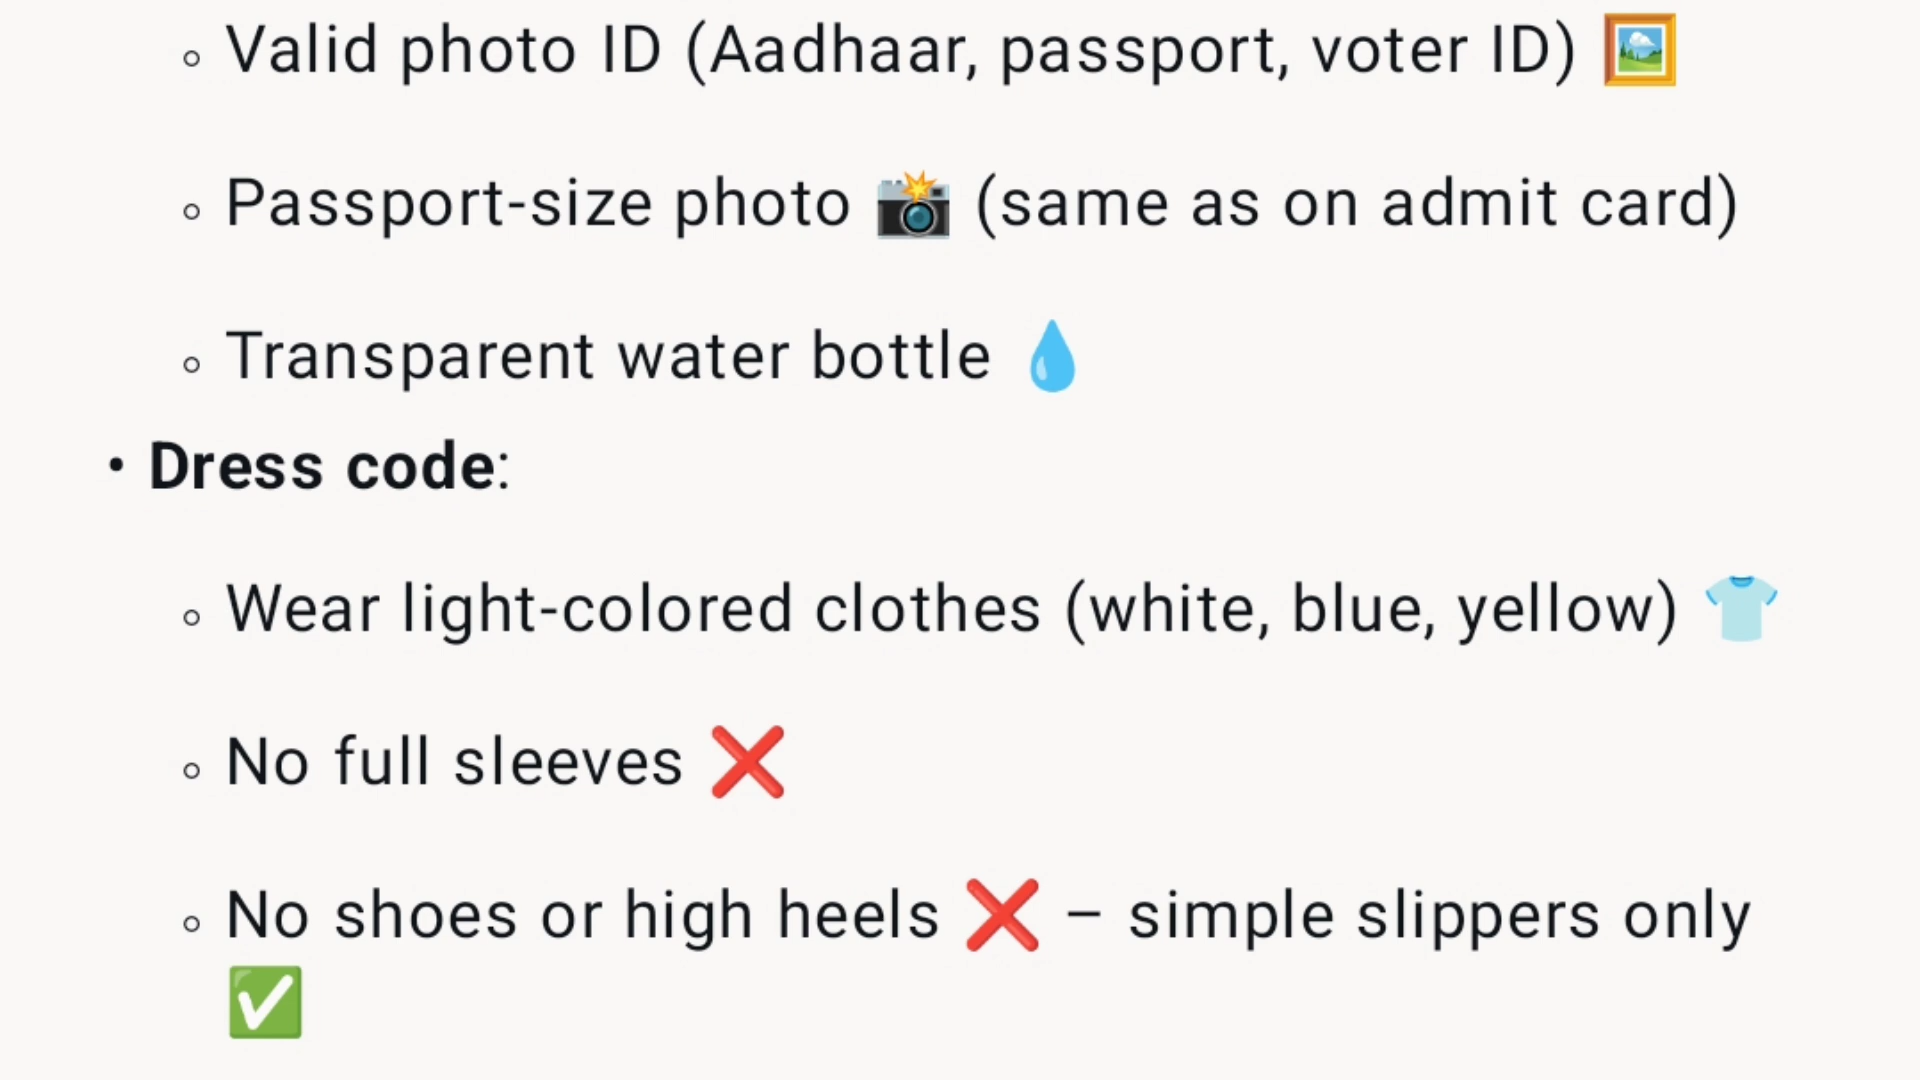 ◦ Valid photo ID (Aadhaar, passport, voter ID) 🖼️
◦ Passport-size photo 📸 (same as on admit card)
◦ Transparent water bottle 💧
• Dress code:
◦ Wear light-colored clothes (white, blue, yellow) 👕
◦ No full sleeves ❌
◦ No shoes or high heels ❌ – simple slippers only
✅